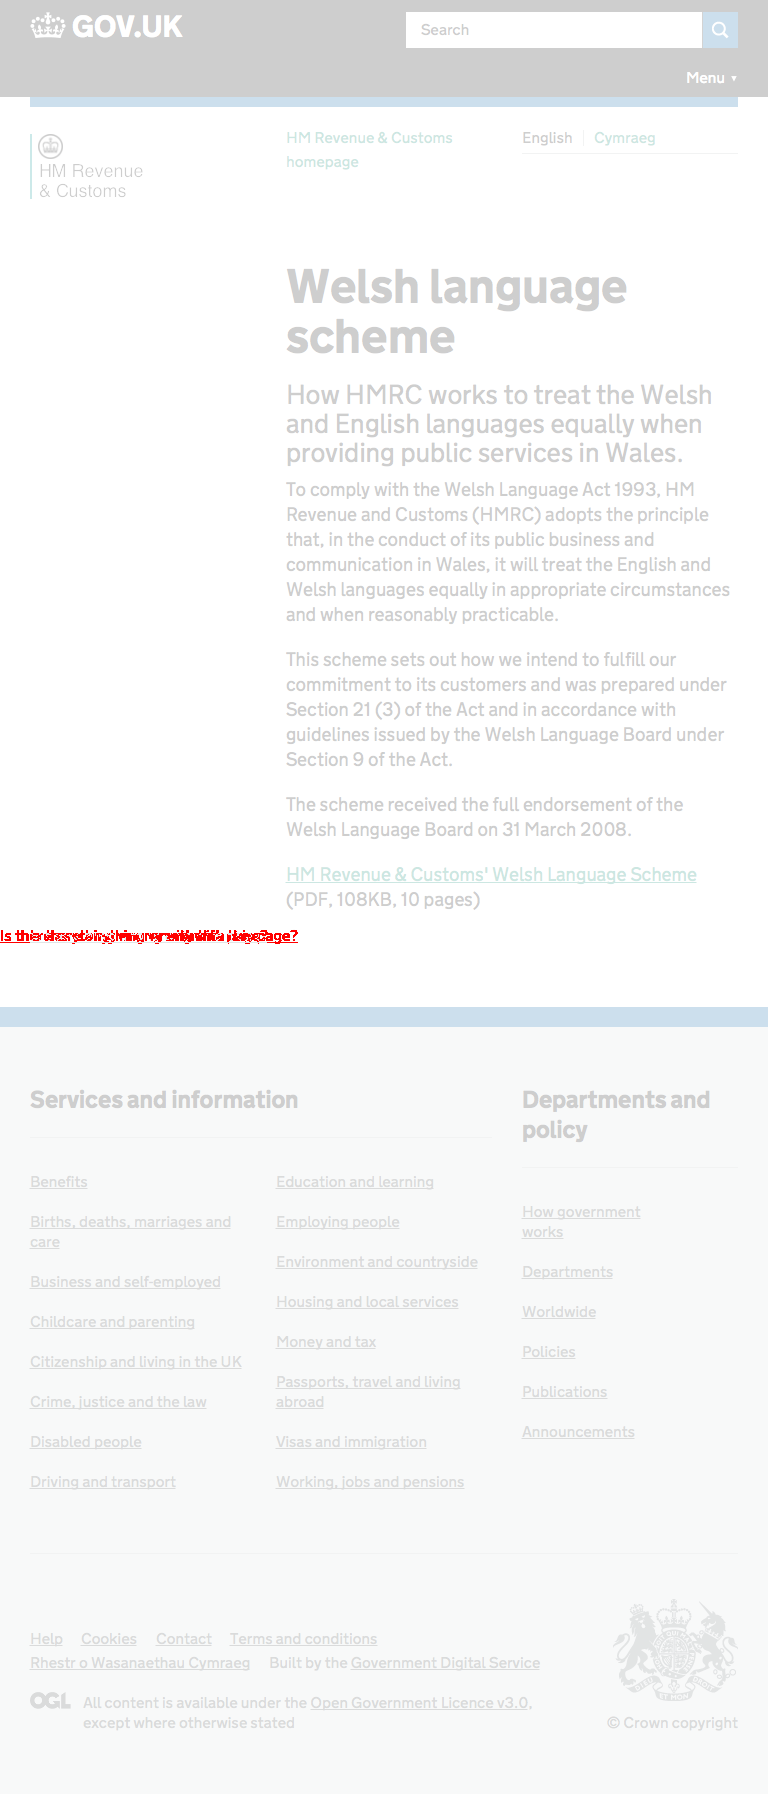 GOV.UK
Search
Menu ▼
HM Revenue
& Customs
HM Revenue & Customs
homepage
English
Cymraeg
Welsh language
scheme
How HMRC works to treat the Welsh
and English languages equally when
providing public services in Wales.
To comply with the Welsh Language Act 1993, HM
Revenue and Customs (HMRC) adopts the principle
that, in the conduct of its public business and
communication in Wales, it will treat the English and
Welsh languages equally in appropriate circumstances
and when reasonably practicable.
This scheme sets out how we intend to fulfill our
commitment to its customers and was prepared under
Section 21 (3) of the Act and in accordance with
guidelines issued by the Welsh Language Board under
Section 9 of the Act.
The scheme received the full endorsement of the
Welsh Language Board on 31 March 2008.
HM Revenue & Customs' Welsh Language Scheme
(PDF, 108KB, 10 pages)
Services and information
Benefits
Births, deaths, marriages and
care
Business and self-employed
Childcare and parenting
Citizenship and living in the UK
Crime, justice and the law
Disabled people
Driving and transport
Education and learning
Employing people
Environment and countryside
Housing and local services
Money and tax
Passports, travel and living
abroad
Visas and immigration
Working, jobs and pensions
Departments and
policy
How government
works
Departments
Worldwide
Policies
Publications
Announcements
Help Cookies Contact Terms and conditions
Rhestr o Wasanaethau Cymraeg Built by the Government Digital Service
OGL All content is available under the Open Government Licence v3.0,
except where otherwise stated
© Crown copyright